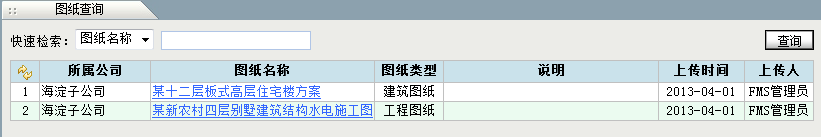 图纸查询
快速检索： 图纸名称 查询
所属公司 图纸名称 图纸类型 说明 上传时间 上传人
1 海淀子公司 某十二层板式高层住宅楼方案 建筑图纸 2013-04-01 FMS管理员
2 海淀子公司 某新农村四层别墅建筑结构水电施工图 工程图纸 2013-04-01 FMS管理员